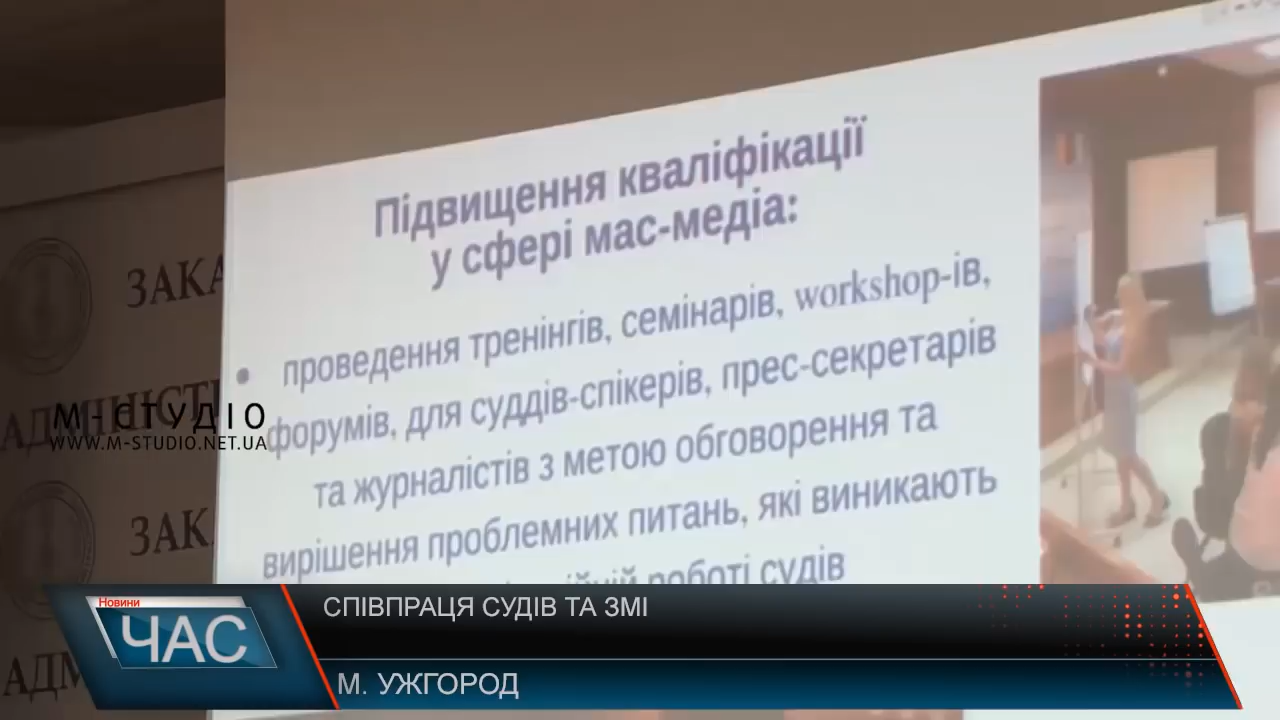 Підвищення кваліфікації
у сфері мас-медіа:
• проведення тренінгів, семінарів, workshop-ів,
форумів, для суддів-спікерів, прес-секретарів
та журналістів з метою обговорення та
вирішення проблемних питань, які виникають
роботі судів
ЗАКА
АДМІНІСТ
М-СТУДІО
WWW.M-STUDIO.NET.UA
ЗАК
АДМ
Новини
ЧАС
СПІВПРАЦЯ СУДІВ ТА ЗМІ
М. УЖГОРОД